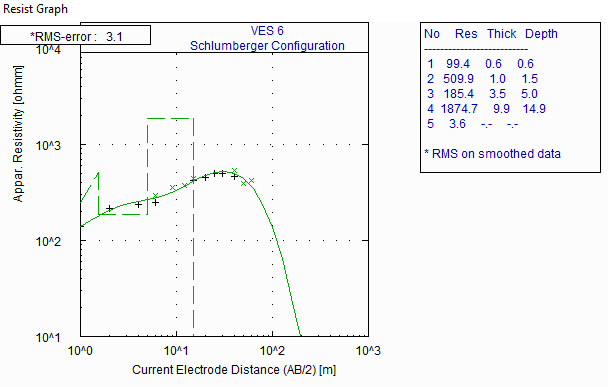 Resist Graph
*RMS-error : 3.1
VES 6
Schlumberger Configuration
10^4
10^3
10^2
10^1
Appar. Resistivity [ohmm]
10^0 10^1 10^2 10^3
Current Electrode Distance (AB/2) [m]
No Res Thick Depth
---------------------------
1 99.4 0.6 0.6
2 509.9 1.0 1.5
3 185.4 3.5 5.0
4 1874.7 9.9 14.9
5 3.6 -.- -.-
* RMS on smoothed data